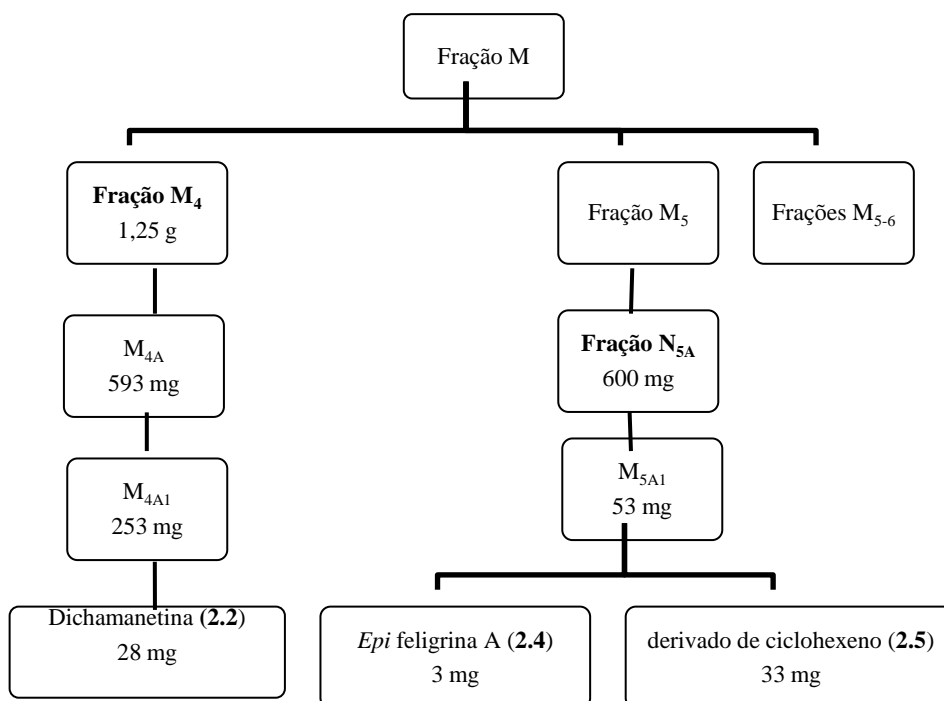 Fração M
Fração M₄
1,25 g
Fração M₅
Frações M₅₋₆
M₄A
593 mg
Fração N₅A
600 mg
M₄A1
253 mg
M₅A1
53 mg
Dichamanetina (2.2)
28 mg
Epi feligrina A (2.4)
3 mg
derivado de ciclohexeno (2.5)
33 mg